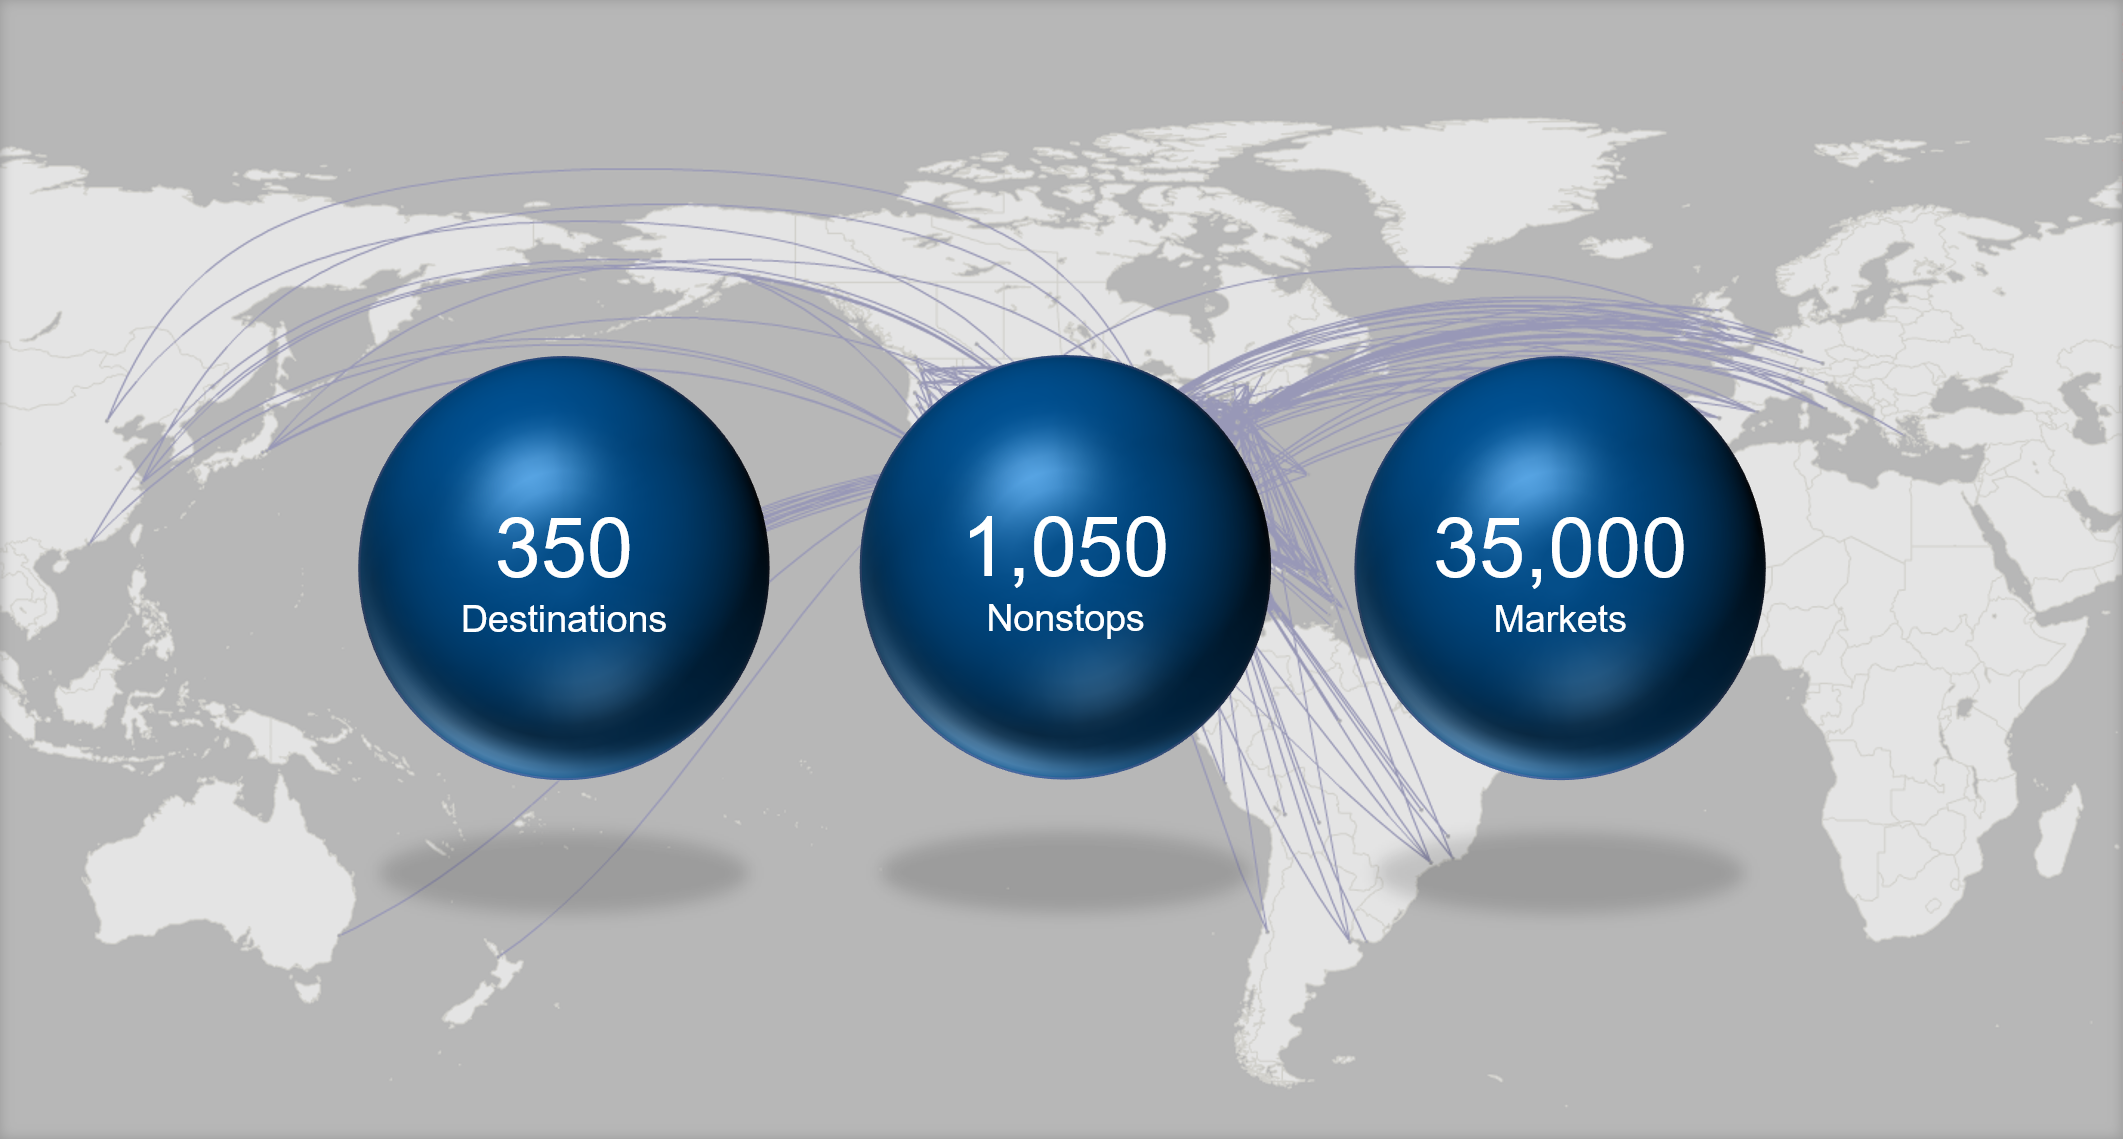 350
Destinations
1,050
Nonstops
35,000
Markets